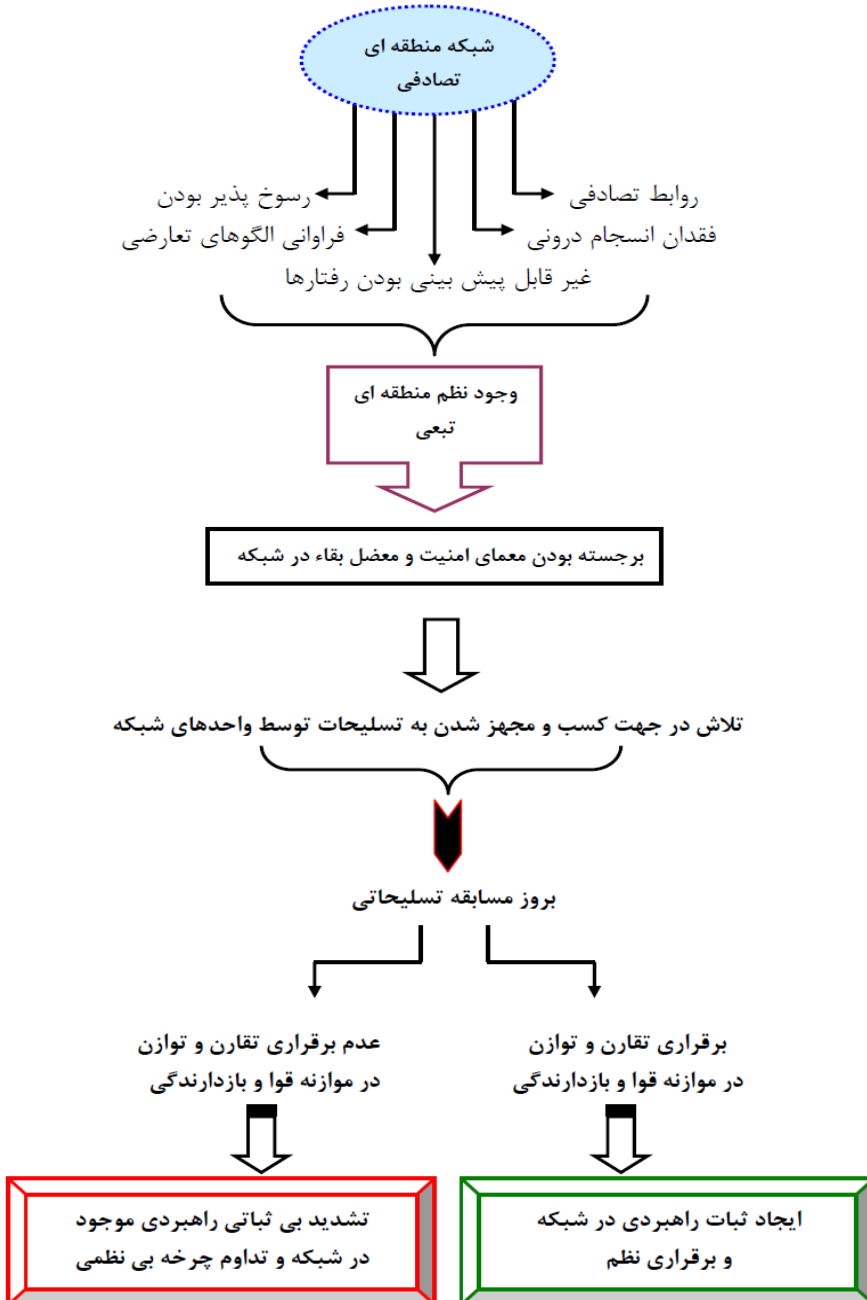 شبکه منطقه ای
تصادفی
روابط تصادفی
رسوخ پذیر بودن
فقدان انسجام درونی
فراوانی الگوهای تعارضی
غیر قابل پیش بینی بودن رفتارها
وجود نظم منطقه ای
تبعی
برجسته بودن معمای امنیت و معضل بقاء در شبکه
تلاش در جهت کسب و مجهز شدن به تسلیحات توسط واحدهای شبکه
بروز مسابقه تسلیحاتی
برقراری تقارن و توازن
در موازنه قوا و بازدارندگی
عدم برقراری تقارن و توازن
در موازنه قوا و بازدارندگی
ایجاد ثبات راهبردی در شبکه
و برقراری نظم
تشدید بی ثباتی راهبردی موجود
در شبکه و تداوم چرخه بی نظمی